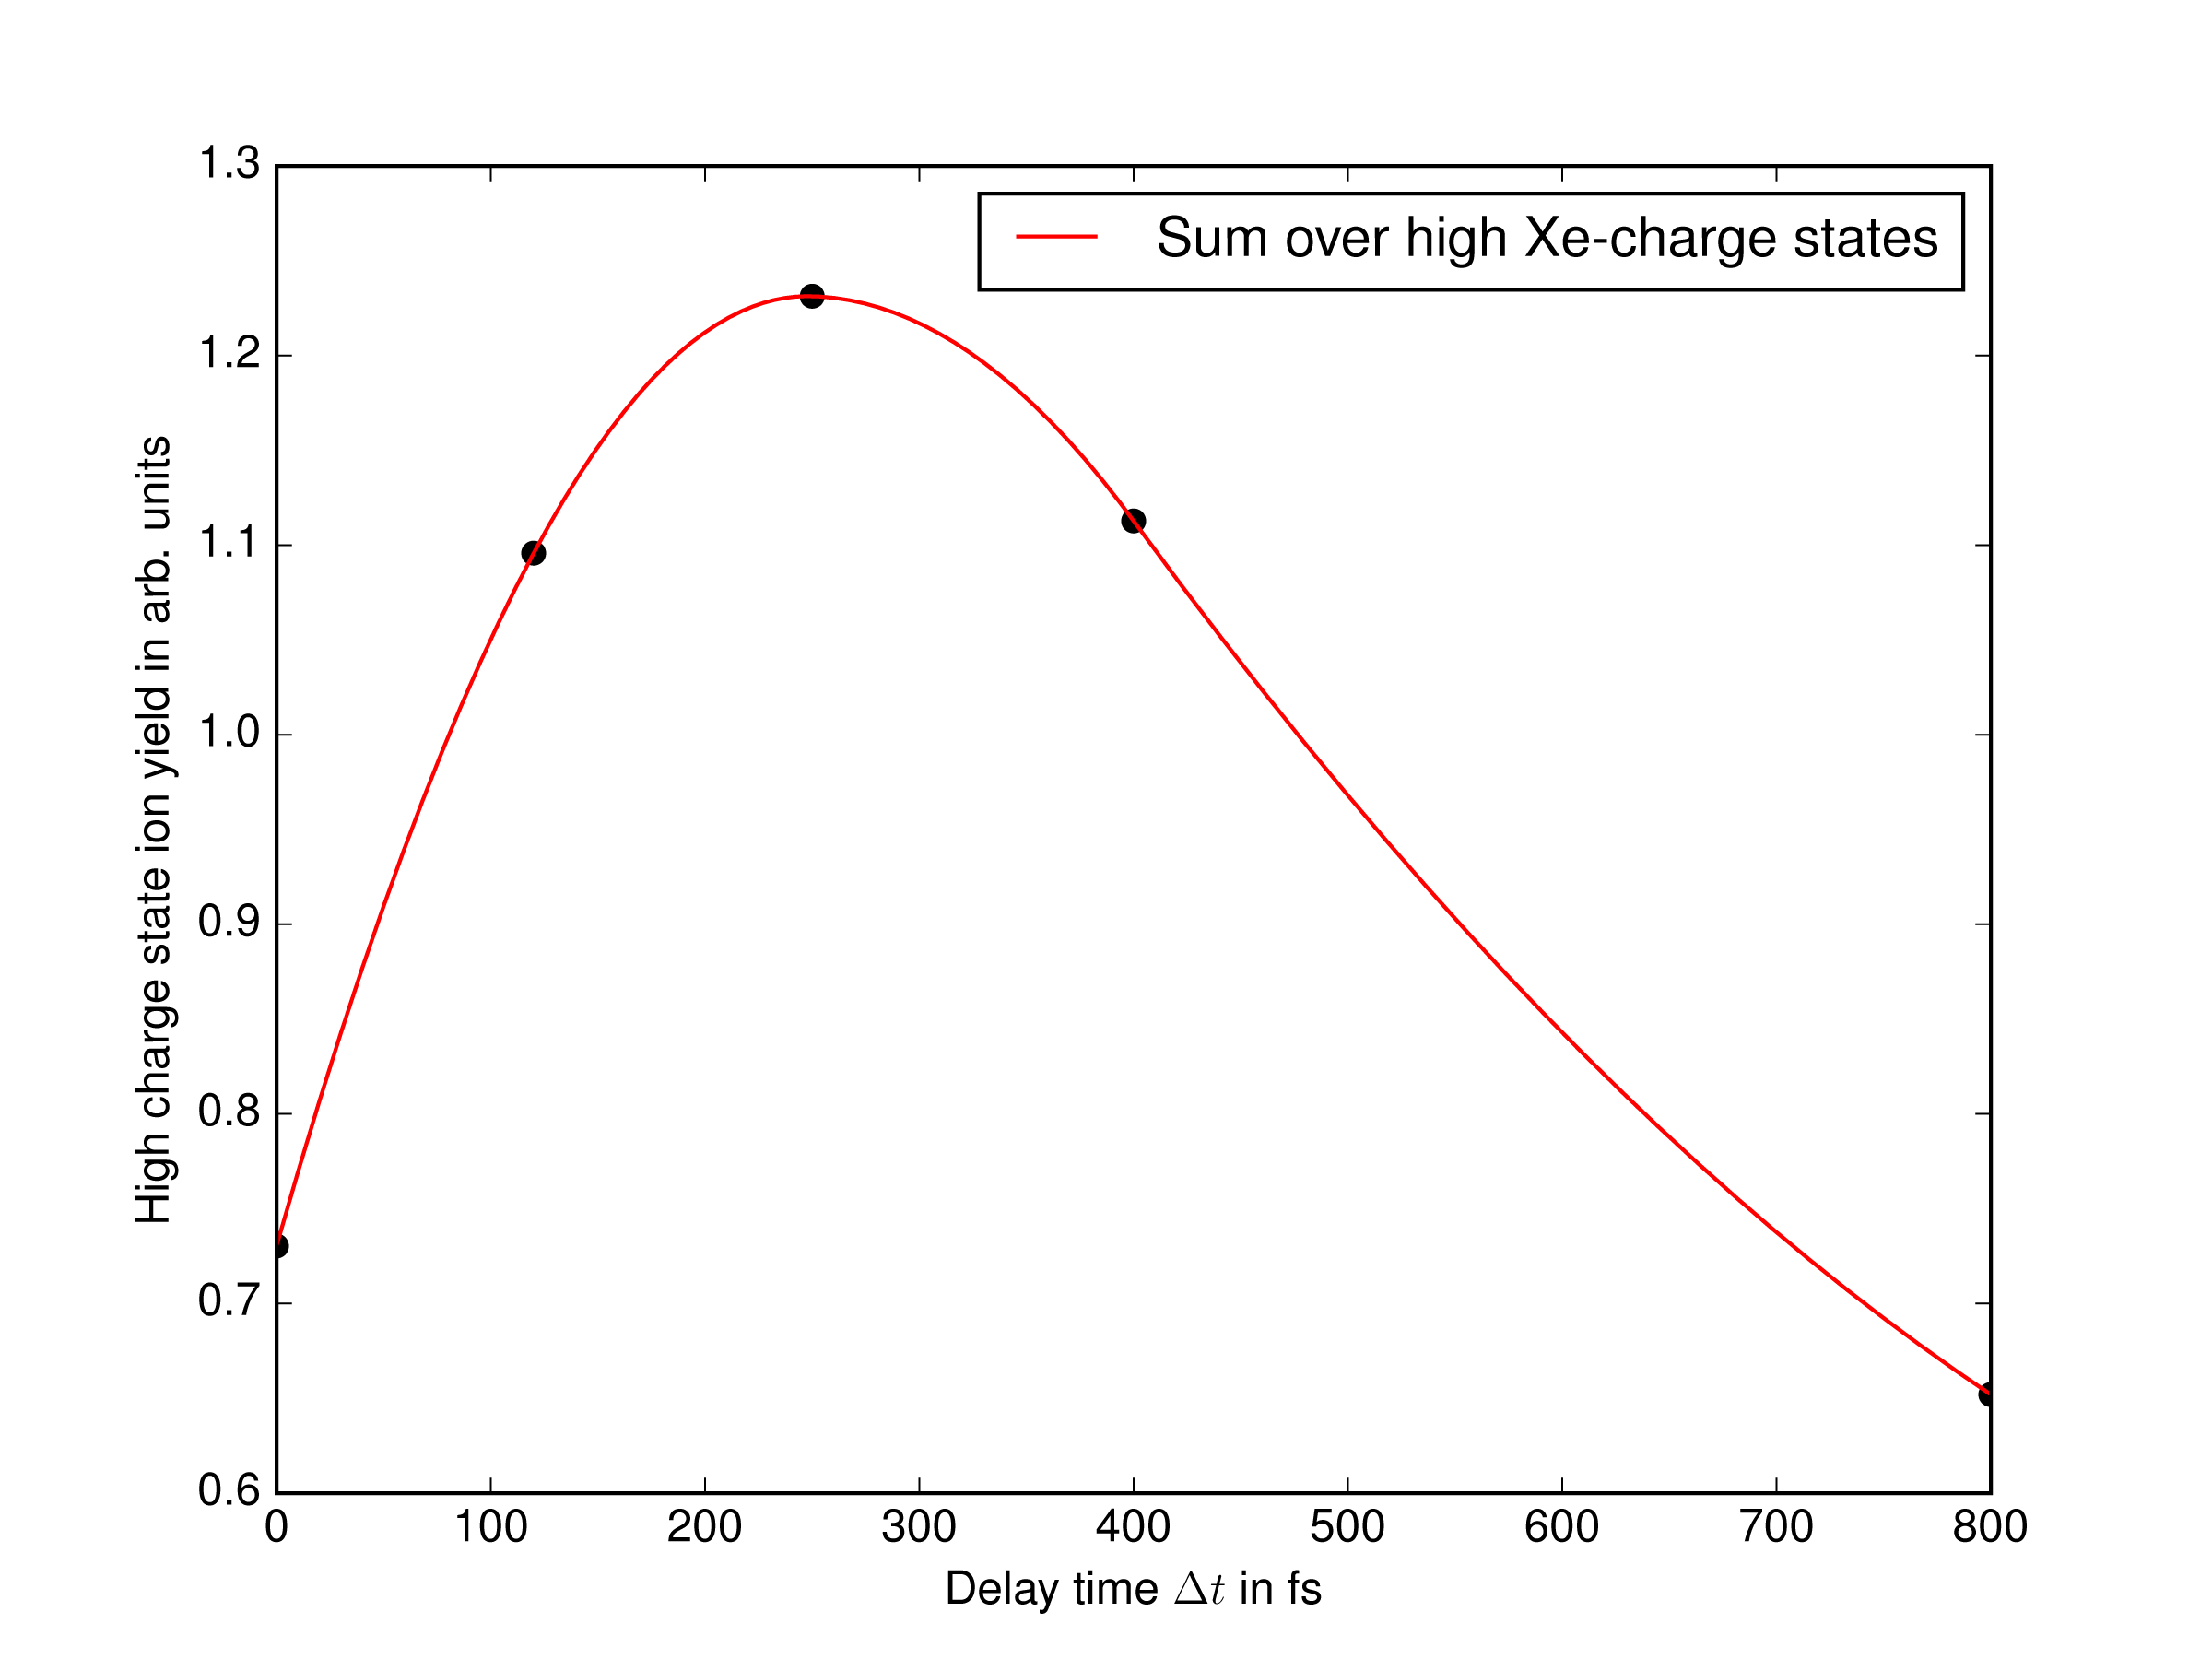 1.3
Sum over high Xe-charge states
1.2
1.1
1.0
0.9
0.8
0.7
0.6
High charge state ion yield in arb. units
0 100 200 300 400 500 600 700 800
Delay time Δt in fs